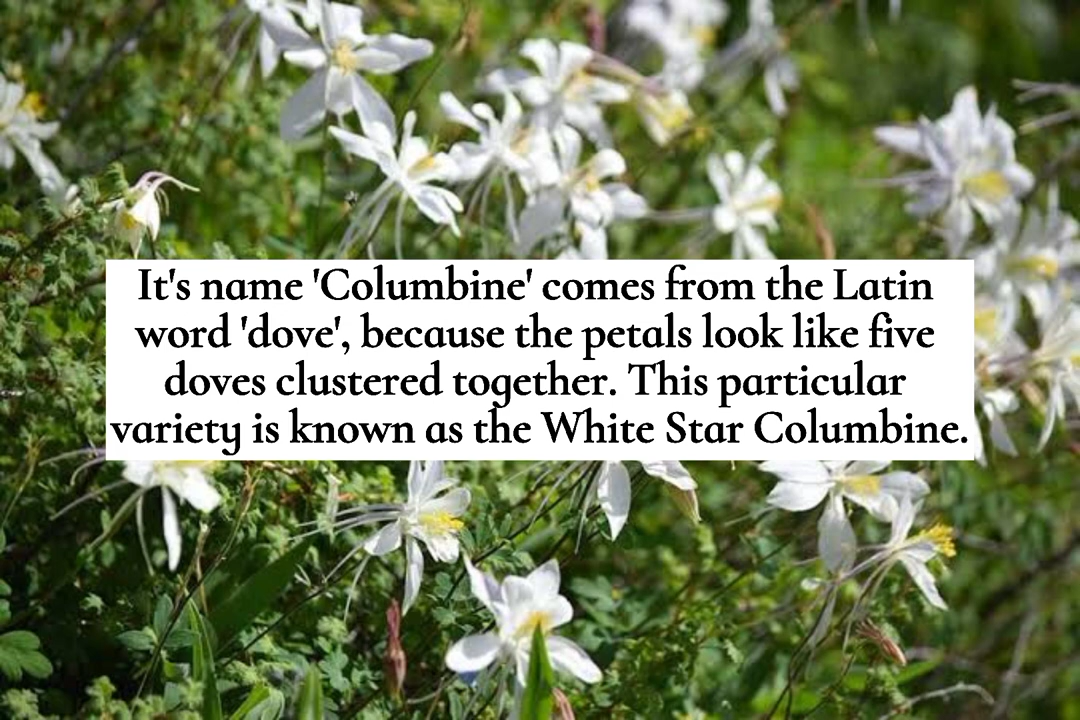 It's name 'Columbine' comes from the Latin
word 'dove', because the petals look like five
doves clustered together. This particular
variety is known as the White Star Columbine.